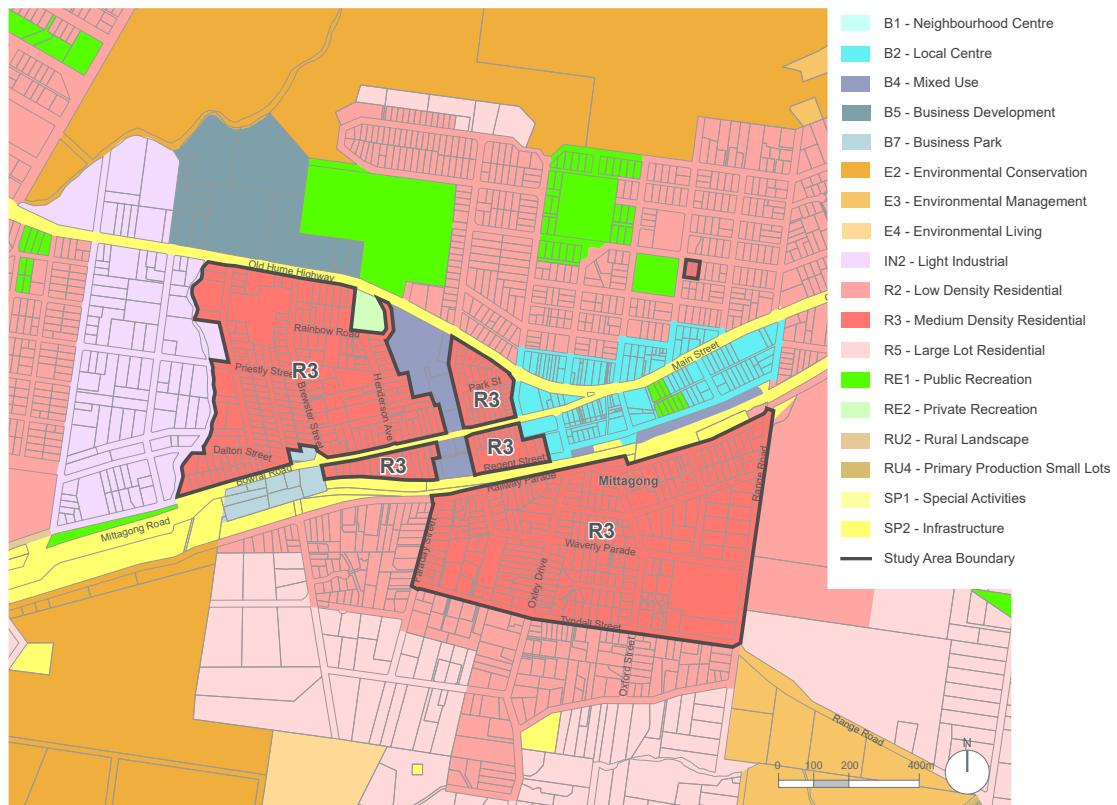 B1 - Neighbourhood Centre
B2 - Local Centre
B4 - Mixed Use
B5 - Business Development
B7 - Business Park
E2 - Environmental Conservation
E3 - Environmental Management
E4 - Environmental Living
IN2 - Light Industrial
R2 - Low Density Residential
R3 - Medium Density Residential
R5 - Large Lot Residential
RE1 - Public Recreation
RE2 - Private Recreation
RU2 - Rural Landscape
RU4 - Primary Production Small Lots
SP1 - Special Activities
SP2 - Infrastructure
Study Area Boundary
Old Hume Highway
Rainbow Road
Priestly Street
R3
Brewster Street
Henderson Ave
Park St
R3
Main Street
Dalton Street
Bowral Road
R3
R3
Regent Street
Railway Parade
Mittagong
Range Road
Mittagong Road
R3
Waverly Parade
Faraday Street
Oxley Drive
Tyndall Street
Oxford Street
Range Road
N
0 100 200 400m